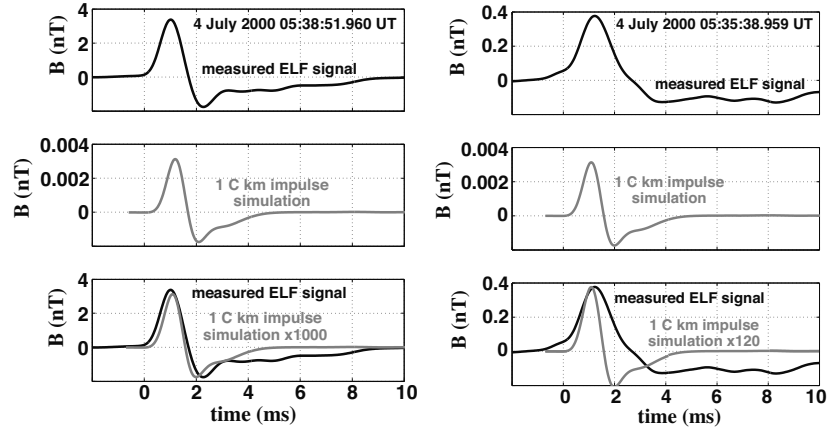 4 July 2000 05:38:51.960 UT
B (nT)
4
2
0
measured ELF signal
B (nT)
0.004
0.002
0
1 C km impulse
simulation
B (nT)
4
2
0
measured ELF signal
1 C km impulse
simulation x1000
0 2 4 6 8 10
time (ms)
4 July 2000 05:35:38.959 UT
B (nT)
0.4
0.2
0
measured ELF signal
B (nT)
0.004
0.002
0
1 C km impulse
simulation
B (nT)
0.4
0.2
0
measured ELF signal
1 C km impulse
simulation x120
0 2 4 6 8 10
time (ms)